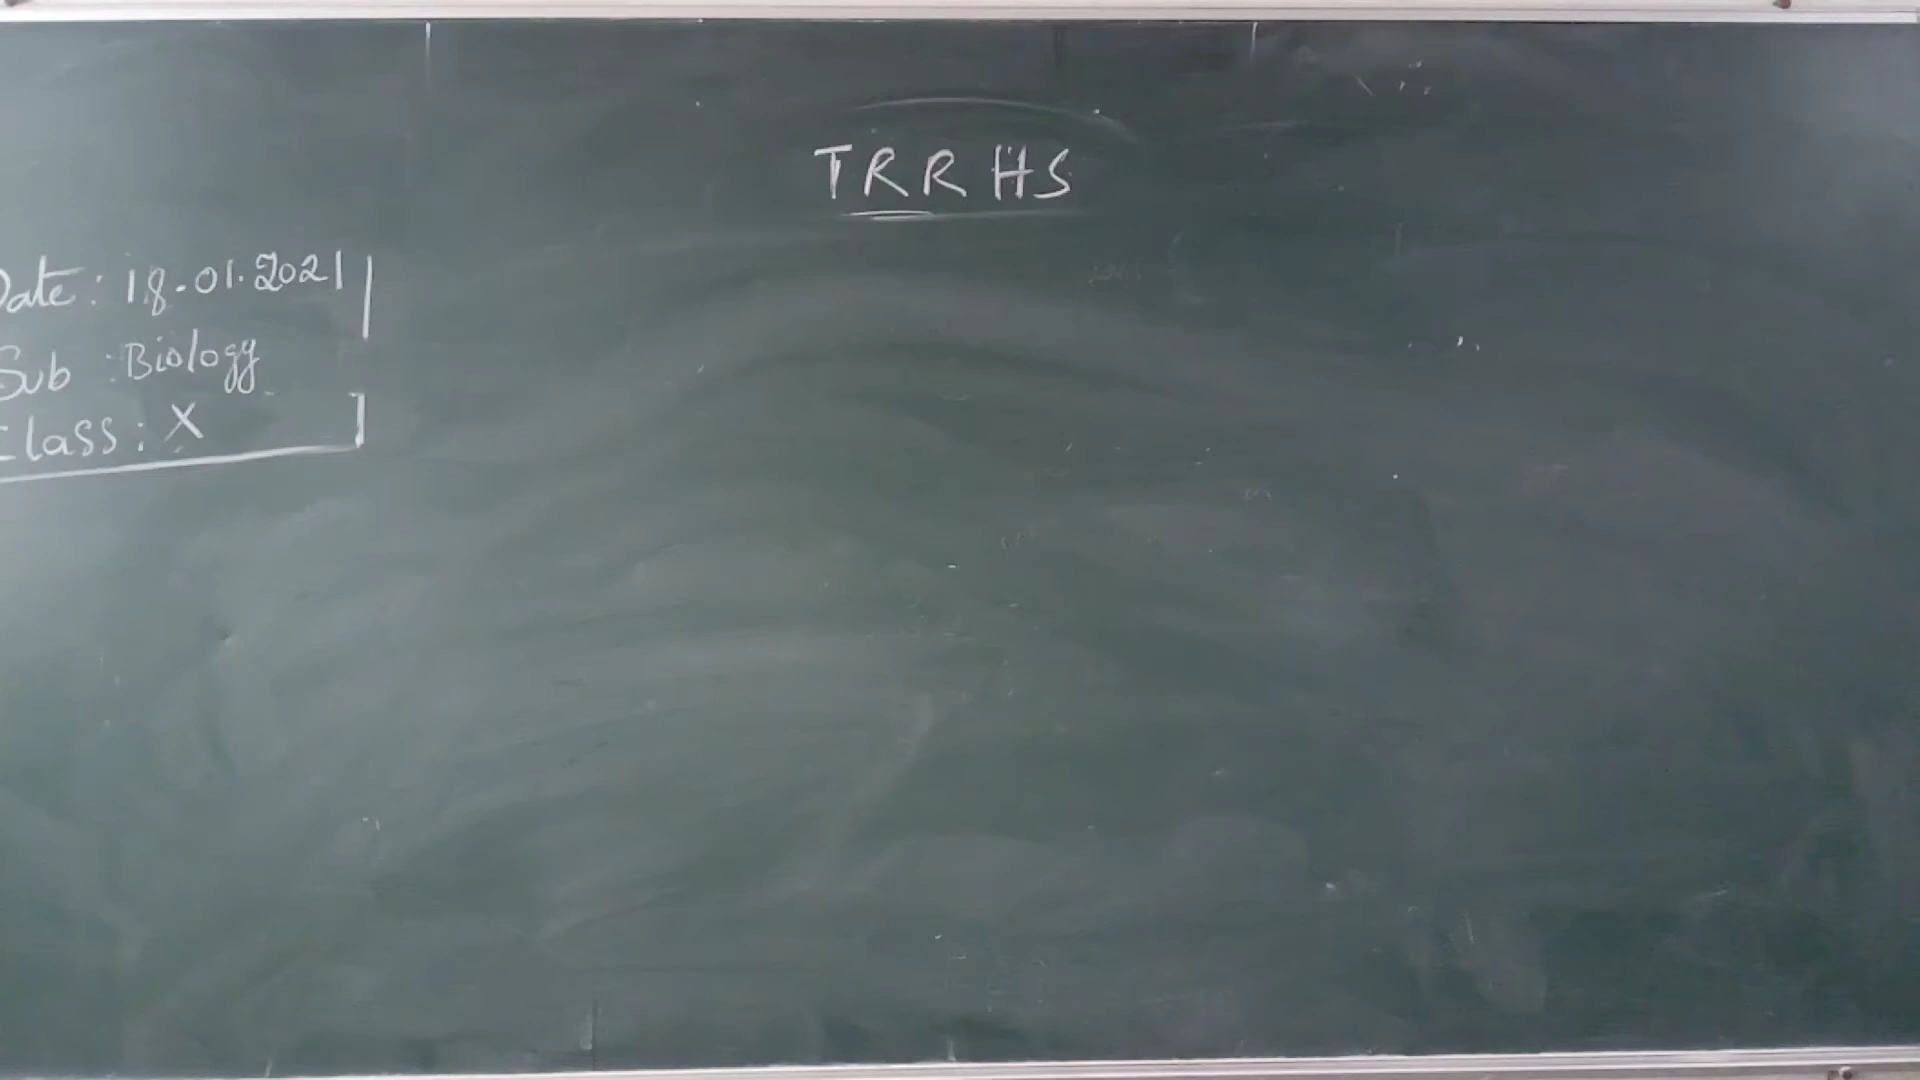 TRRHS
Date: 18.01.2021
Sub : Biology
Class: X